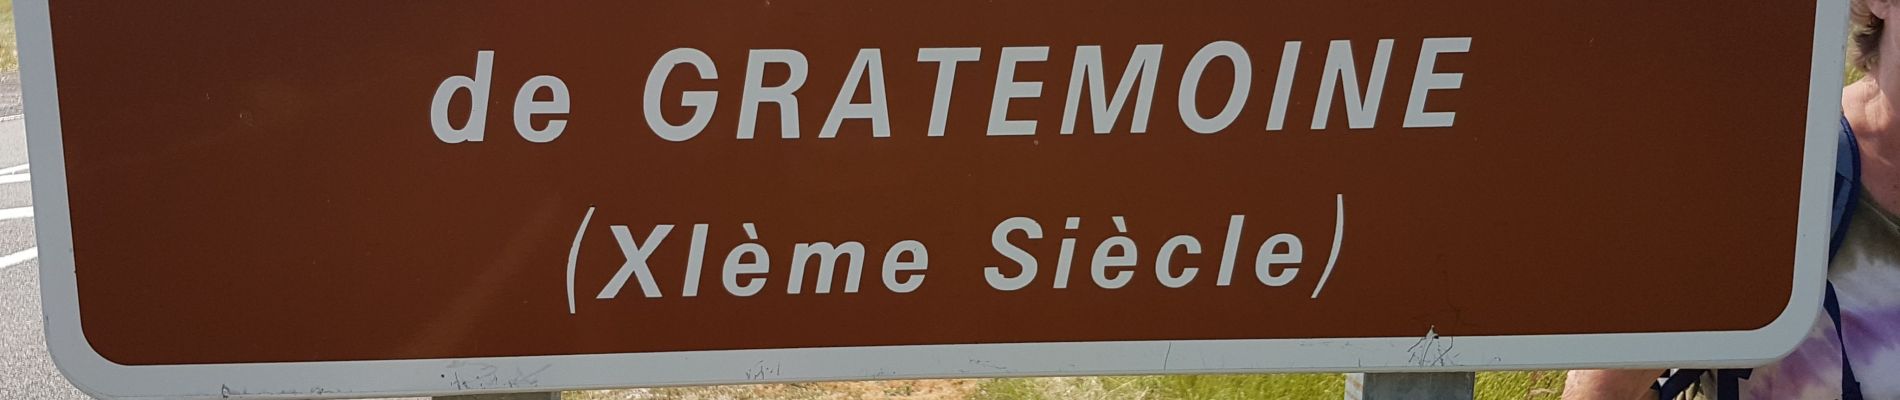 de GRATEMOINE
(XIème Siècle)